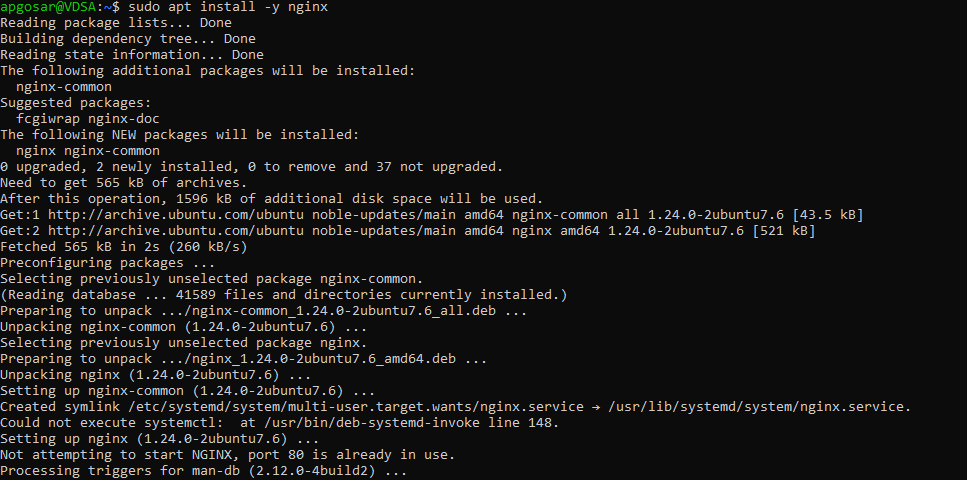 apgosar@VDSA:~$ sudo apt install -y nginx
Reading package lists... Done
Building dependency tree... Done
Reading state information... Done
The following additional packages will be installed:
  nginx-common
Suggested packages:
  fcgiwrap nginx-doc
The following NEW packages will be installed:
  nginx nginx-common
0 upgraded, 2 newly installed, 0 to remove and 37 not upgraded.
Need to get 565 kB of archives.
After this operation, 1596 kB of additional disk space will be used.
Get:1 http://archive.ubuntu.com/ubuntu noble-updates/main amd64 nginx-common all 1.24.0-2ubuntu7.6 [43.5 kB]
Get:2 http://archive.ubuntu.com/ubuntu noble-updates/main amd64 nginx amd64 1.24.0-2ubuntu7.6 [521 kB]
Fetched 565 kB in 2s (260 kB/s)
Preconfiguring packages ...
Selecting previously unselected package nginx-common.
(Reading database ... 41589 files and directories currently installed.)
Preparing to unpack .../nginx-common_1.24.0-2ubuntu7.6_all.deb ...
Unpacking nginx-common (1.24.0-2ubuntu7.6) ...
Selecting previously unselected package nginx.
Preparing to unpack .../nginx_1.24.0-2ubuntu7.6_amd64.deb ...
Unpacking nginx (1.24.0-2ubuntu7.6) ...
Setting up nginx-common (1.24.0-2ubuntu7.6) ...
Created symlink /etc/systemd/system/multi-user.target.wants/nginx.service → /usr/lib/systemd/system/nginx.service.
Could not execute systemctl:  at /usr/bin/deb-systemd-invoke line 148.
Setting up nginx (1.24.0-2ubuntu7.6) ...
Not attempting to start NGINX, port 80 is already in use.
Processing triggers for man-db (2.12.0-4build2) ...